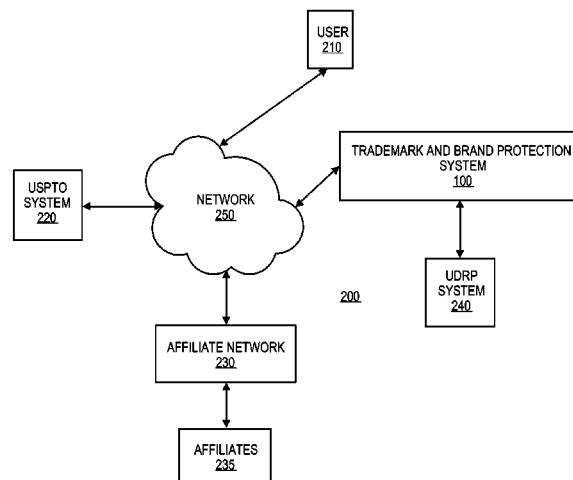 USER
210
TRADEMARK AND BRAND PROTECTION
SYSTEM
100
USPTO
SYSTEM
220
NETWORK
250
UDRP
SYSTEM
240
200
AFFILIATE NETWORK
230
AFFILIATES
235